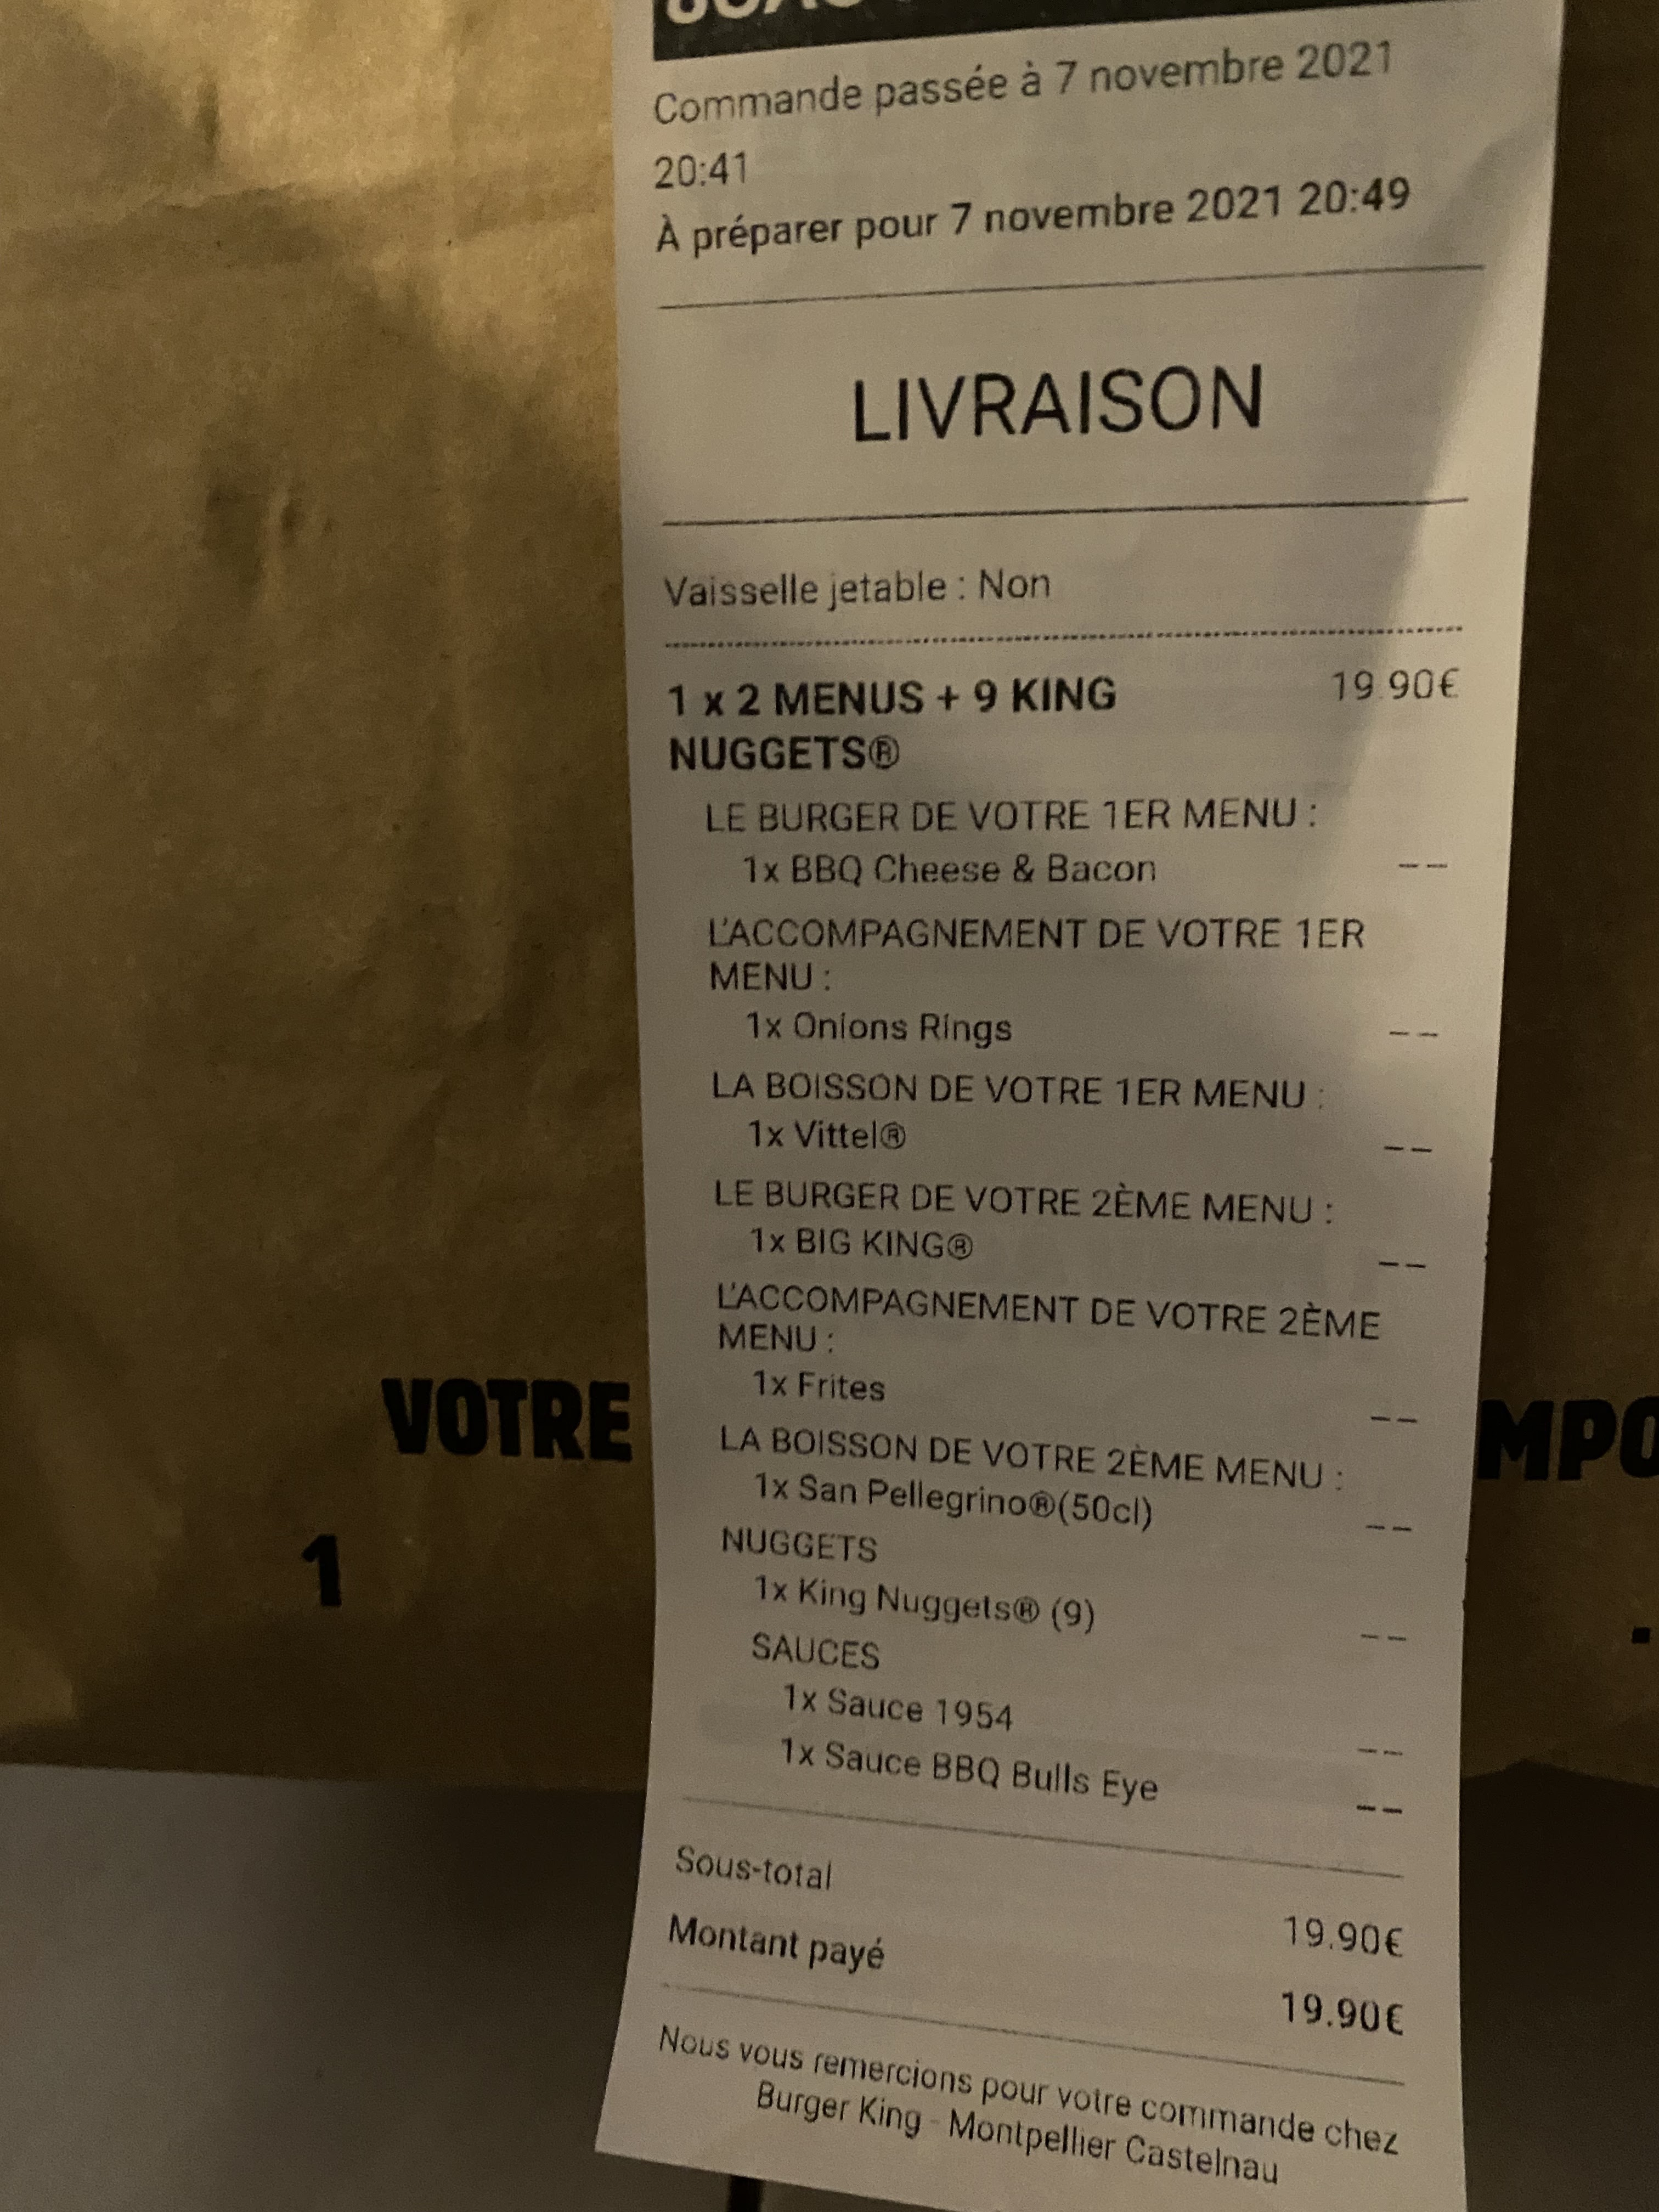 Commande passée à 7 novembre 2021
20:41
À préparer pour 7 novembre 2021 20:49
LIVRAISON
Vaisselle jetable : Non
1 x 2 MENUS + 9 KING 19.90€
NUGGETS®
LE BURGER DE VOTRE 1ER MENU :
1x BBQ Cheese & Bacon --
L'ACCOMPAGNEMENT DE VOTRE 1ER
MENU :
1x Onions Rings --
LA BOISSON DE VOTRE 1ER MENU :
1x Vittel® --
LE BURGER DE VOTRE 2ÈME MENU :
1x BIG KING® --
L'ACCOMPAGNEMENT DE VOTRE 2ÈME
MENU :
1x Frites --
LA BOISSON DE VOTRE 2ÈME MENU :
1x San Pellegrino®(50cl) --
NUGGETS
1x King Nuggets® (9) --
SAUCES
1x Sauce 1954 --
1x Sauce BBQ Bulls Eye --
Sous-total 19.90€
Montant payé 19.90€
Nous vous remercions pour votre commande chez
Burger King - Montpellier Castelnau
VOTRE
MPO
1